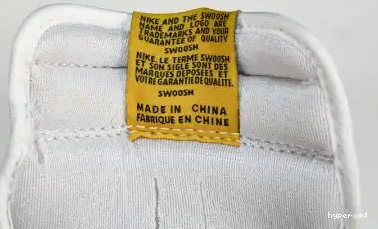 NIKE AND THE SWOOSH
NAME AND LOGO ARE
TRADEMARKS AND YOUR
GUARANTEE OF QUALITY
SWOOSH
NIKE. LE TERME SWOOSH
ET SON SIGLE SONT DES
MARQUES DEPOSEES ET
VOTRE GARANTIE DE QUALITE.
SWOOSH
MADE IN CHINA
FABRIQUE EN CHINE
hyperoad